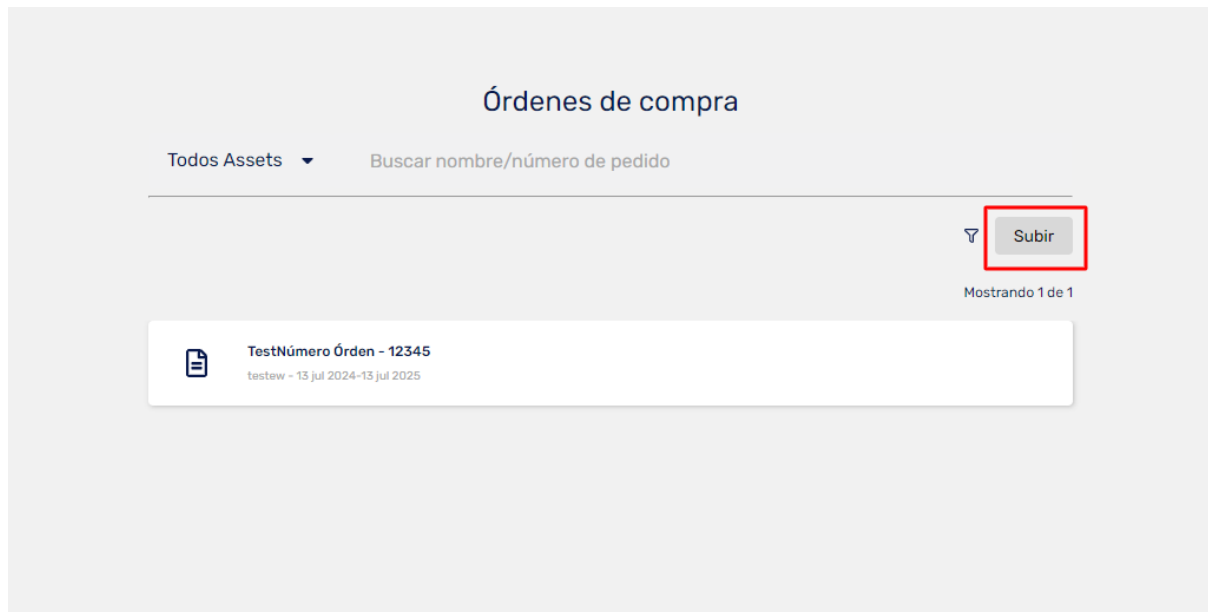 Órdenes de compra
Todos Assets
Buscar nombre/número de pedido
Subir
Mostrando 1 de 1
TestNúmero Órden - 12345
testew - 13 jul 2024-13 jul 2025